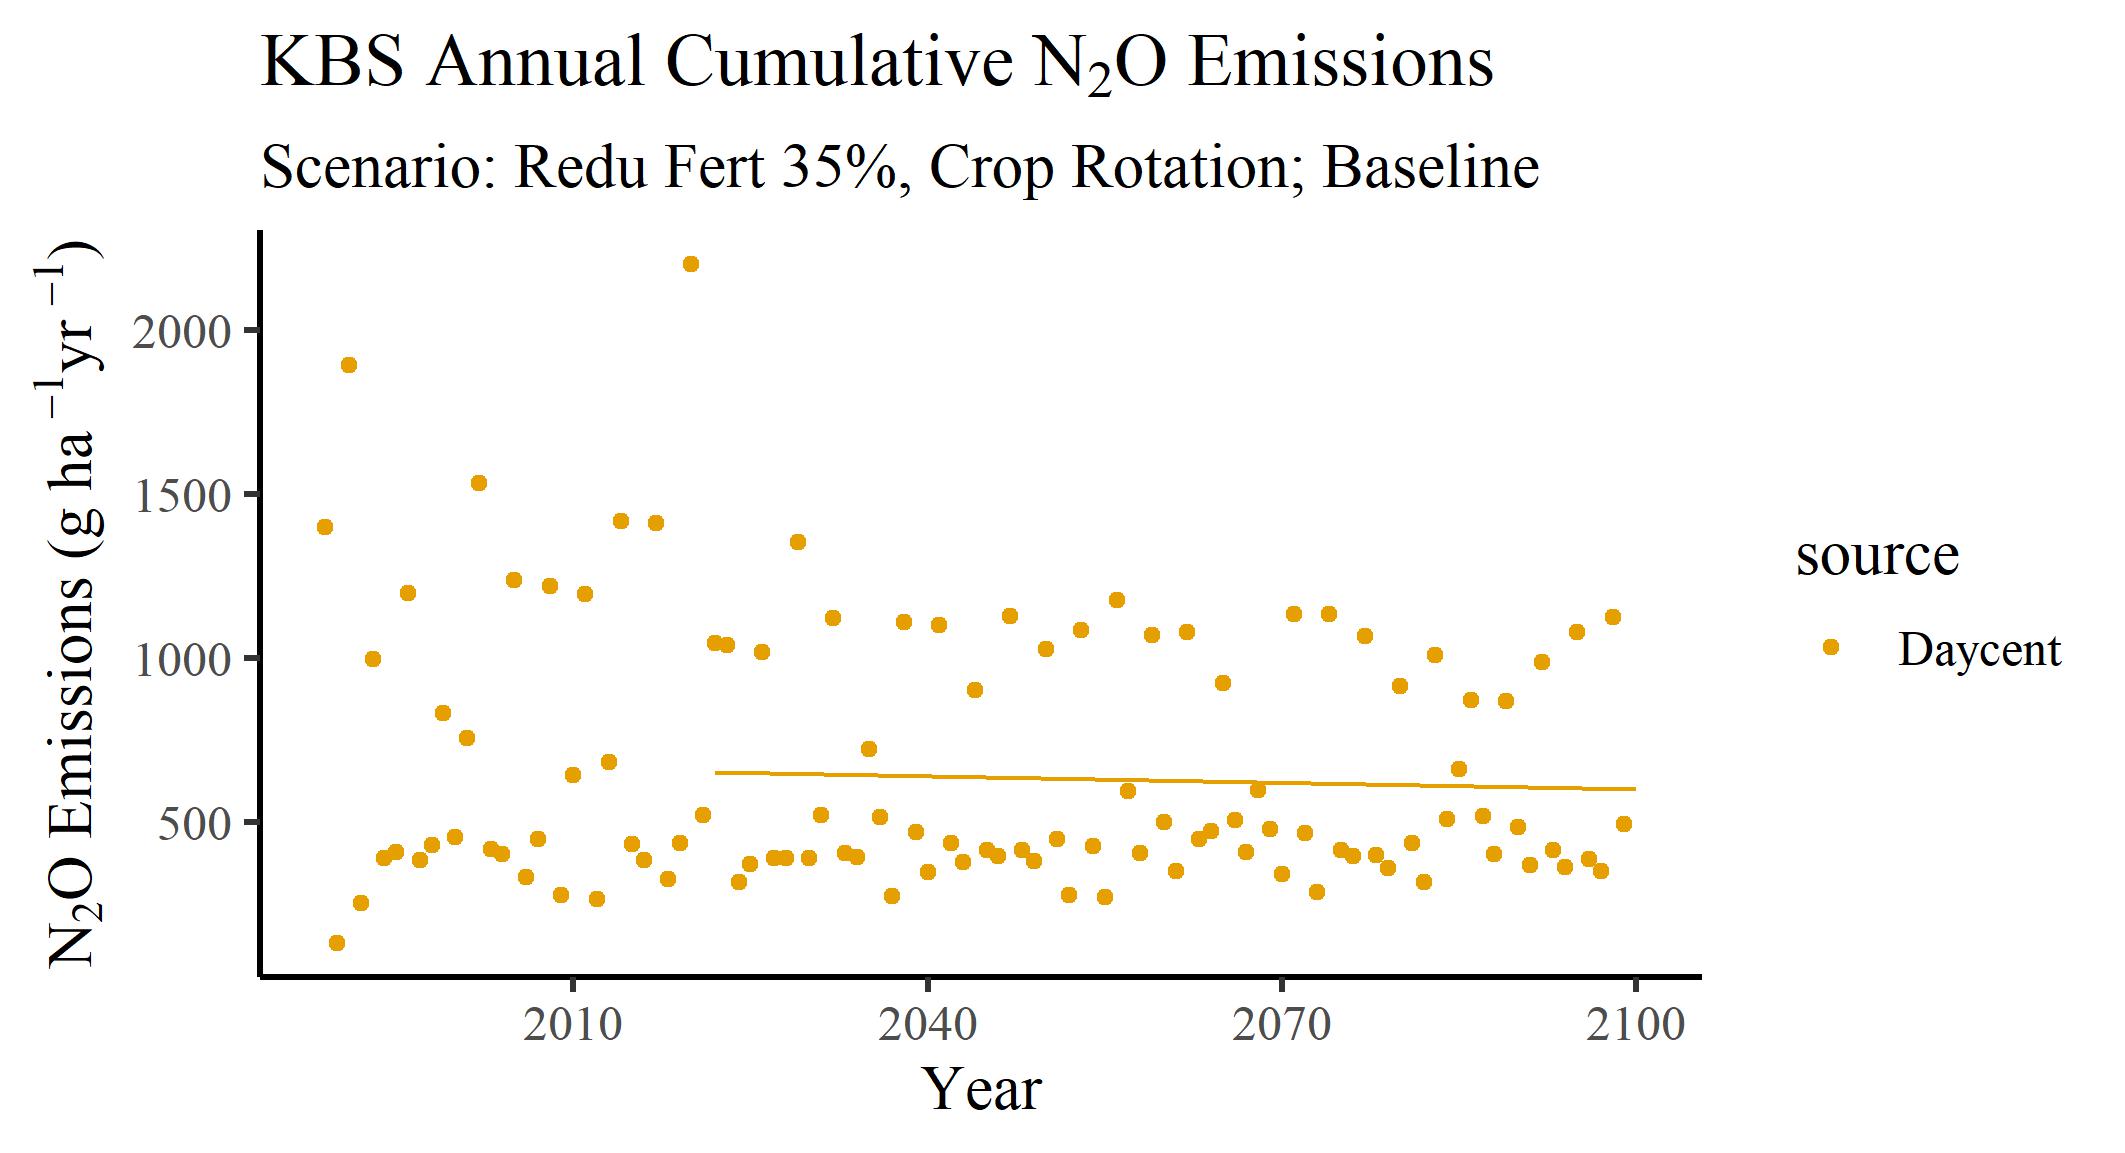 KBS Annual Cumulative N₂O Emissions
Scenario: Redu Fert 35%, Crop Rotation; Baseline
N₂O Emissions (g ha⁻¹yr⁻¹)
2000
1500
1000
500
2010 2040 2070 2100
Year
source
Daycent